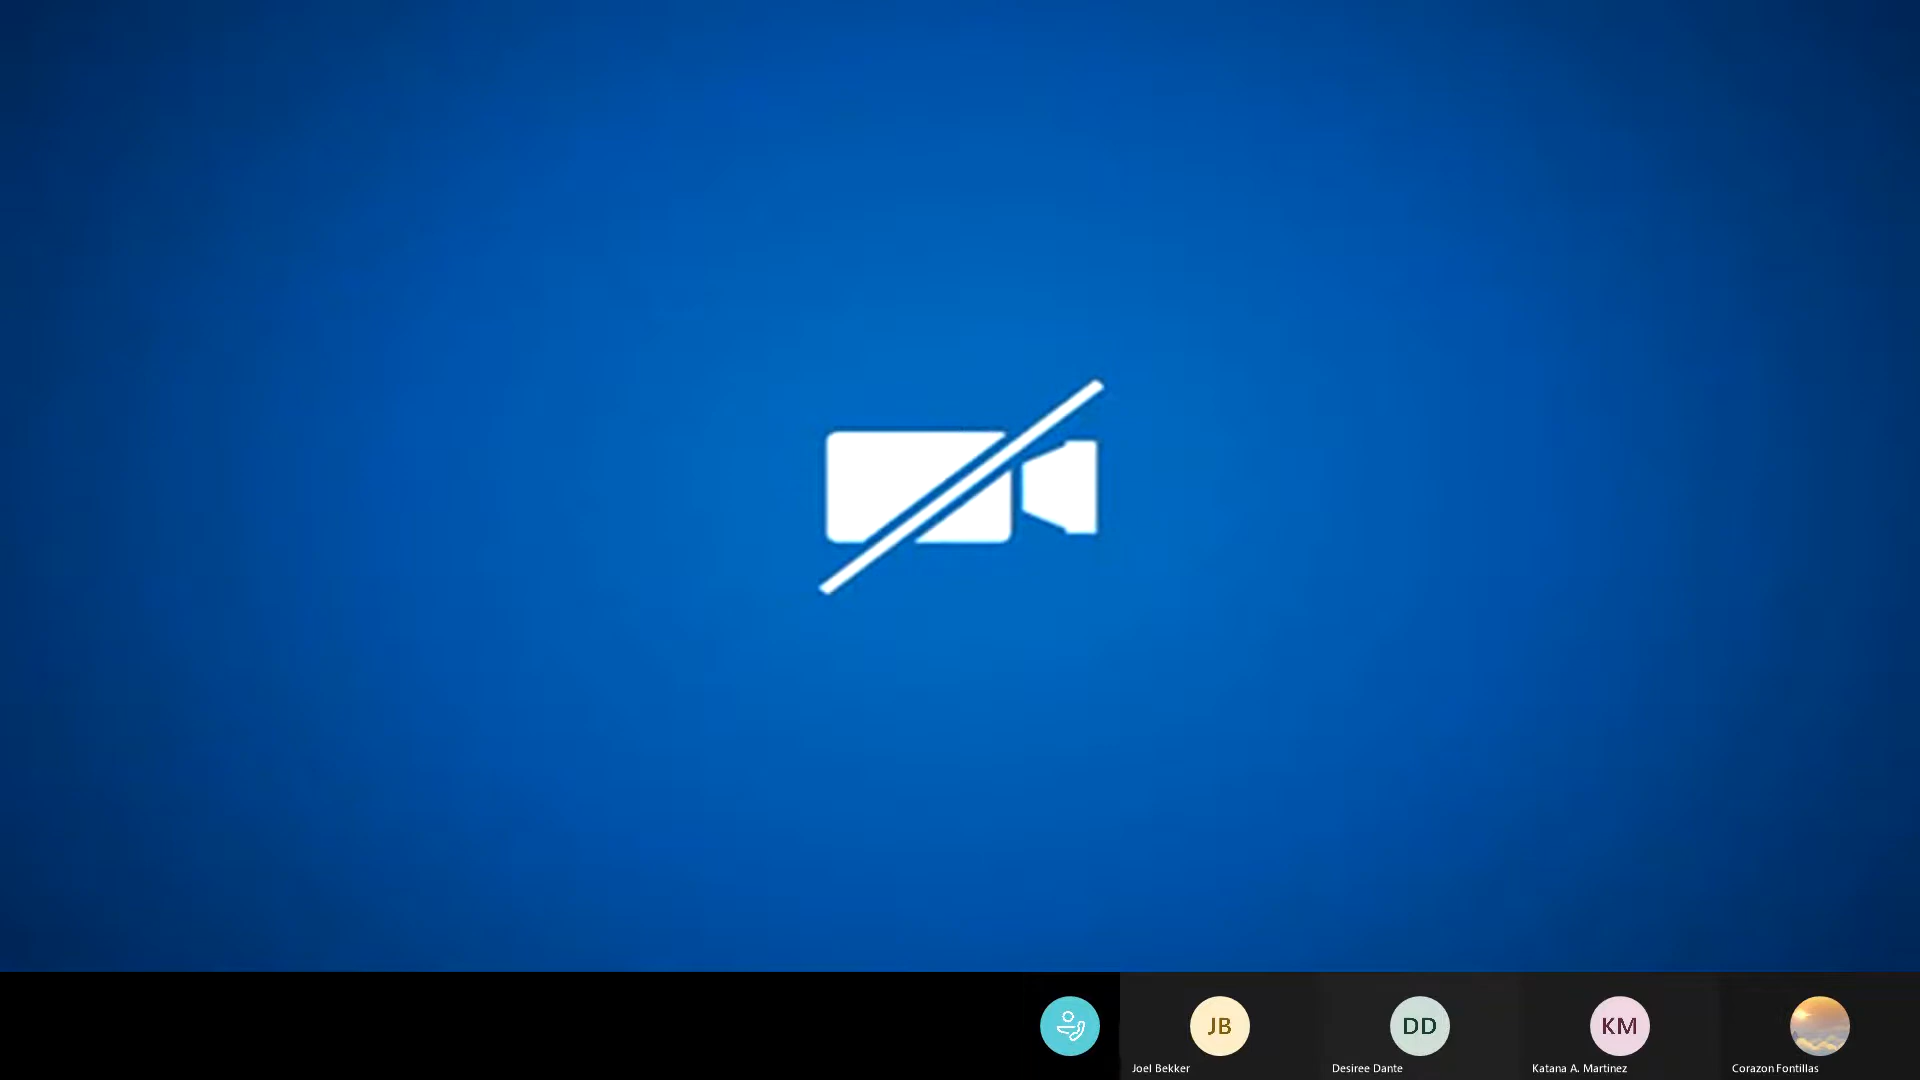 JB
DD
KM
Joel Bekker
Desiree Dante
Katana A. Martinez
Corazon Fontillas